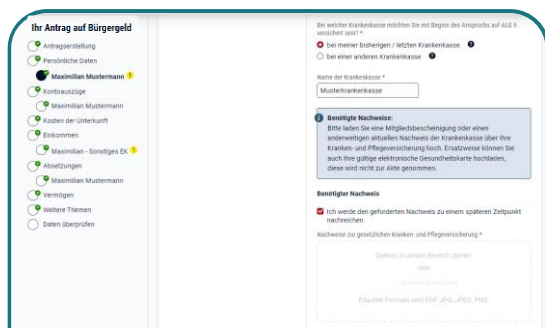 Ihr Antrag auf Bürgergeld
Antragserstellung
Persönliche Daten
Maximilian Mustermann
Kontoauszüge
Maximilian Mustermann
Kosten der Unterkunft
Einkommen
Maximilian - Sonstiges EK
Absetzungen
Maximilian Mustermann
Vermögen
Weitere Themen
Daten überprüfen
Bei welcher Krankenkasse möchten Sie mit Beginn des Anspruchs auf ALG II
versichert sein? *
bei meiner bisherigen / letzten Krankenkasse
bei einer anderen Krankenkasse
Name der Krankenkasse *
Musterkrankenkasse
Benötigte Nachweise:
Bitte laden Sie eine Mitgliedsbescheinigung oder einen
anderweitigen aktuellen Nachweis der Krankenkasse über Ihre
Kranken- und Pflegeversicherung hoch. Ersatzweise können Sie
auch Ihre gültige elektronische Gesundheitskarte hochladen,
diese wird nicht zur Akte genommen.
Benötigter Nachweis
Ich werde den geforderten Nachweis zu einem späteren Zeitpunkt
nachreichen.
Nachweise zur gesetzlichen Kranken- und Pflegeversicherung *
Dateien in diesen Bereich ziehen
oder
Erlaubte Formate sind PDF, JPG, JPEG, PNG.